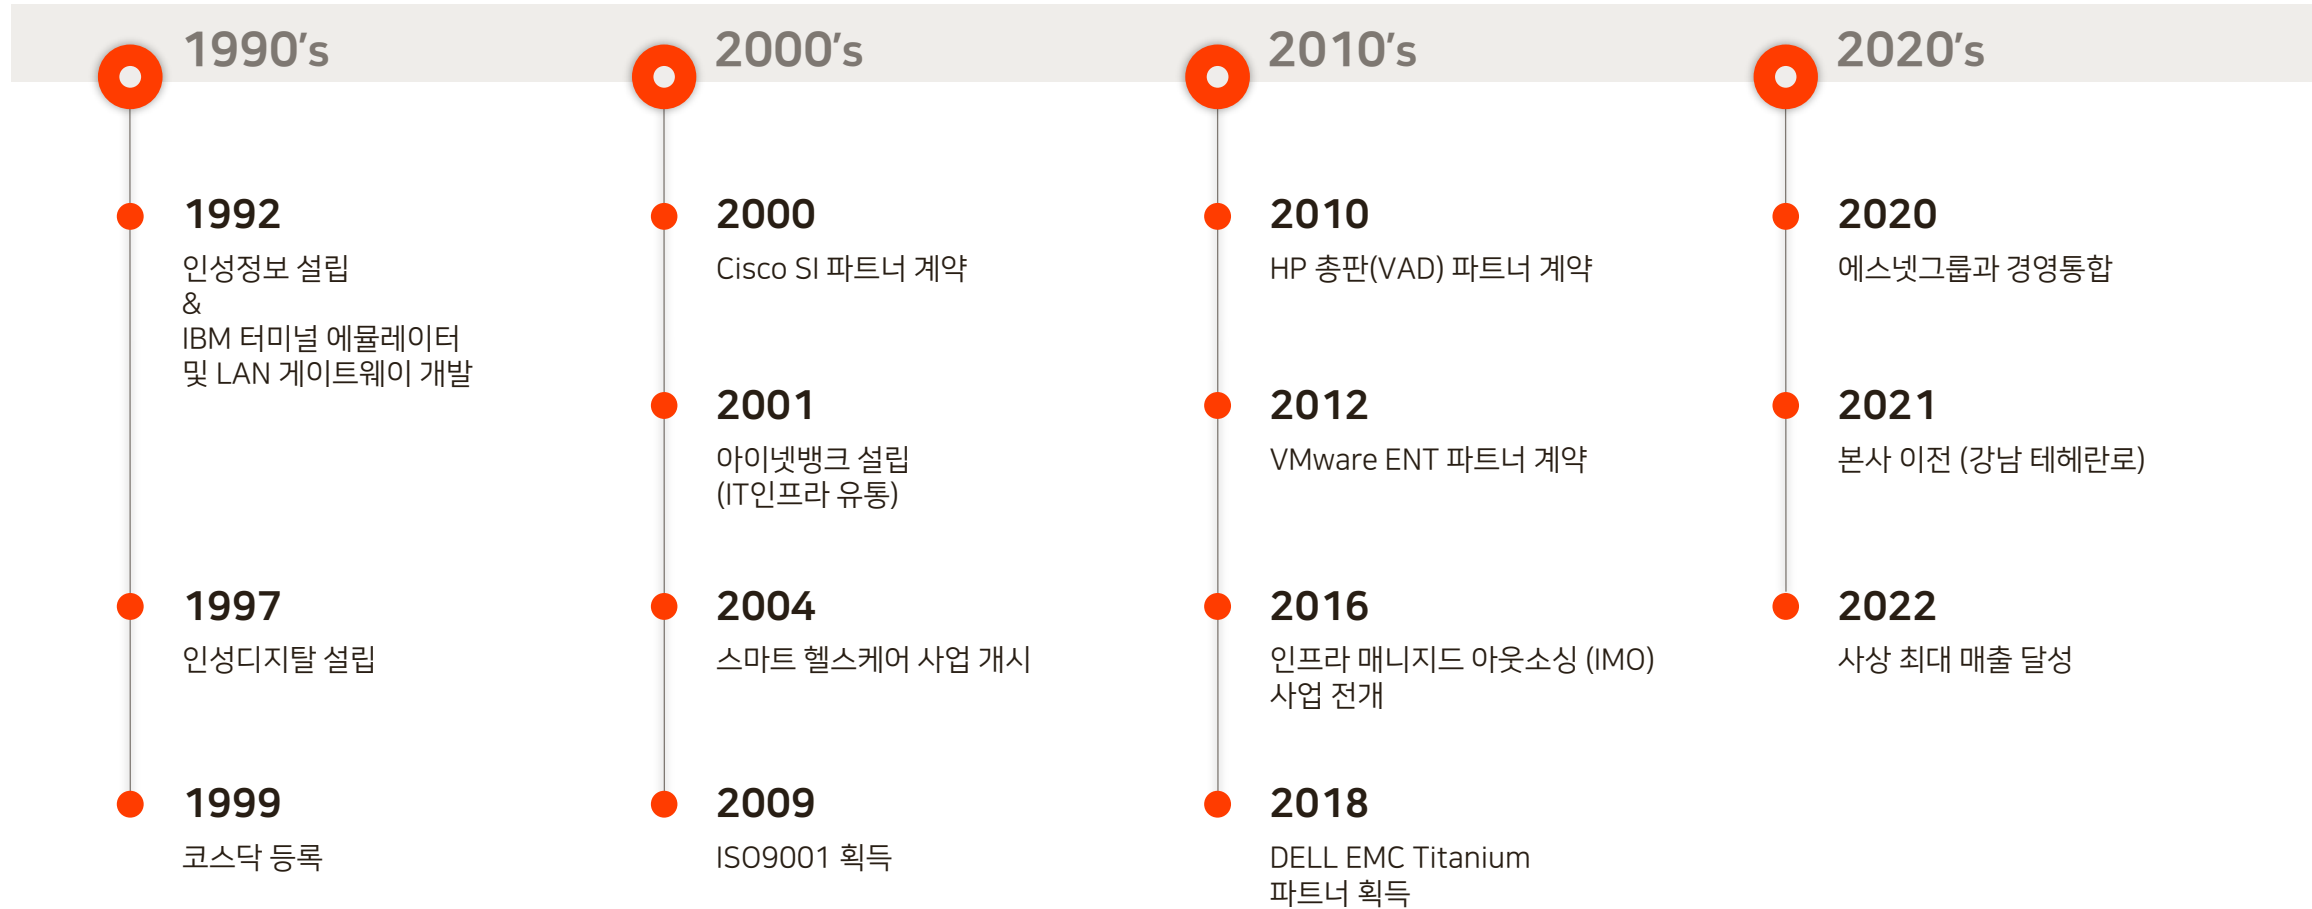 1990's
1992
인성정보 설립
&
IBM 터미널 에뮬레이터
및 LAN 게이트웨이 개발
1997
인성디지탈 설립
1999
코스닥 등록
2000's
2000
Cisco SI 파트너 계약
2001
아이넷뱅크 설립
(IT인프라 유통)
2004
스마트 헬스케어 사업 개시
2009
ISO9001 획득
2010's
2010
HP 총판(VAD) 파트너 계약
2012
VMware ENT 파트너 계약
2016
인프라 매니지드 아웃소싱 (IMO)
사업 전개
2018
DELL EMC Titanium
파트너 획득
2020's
2020
에스넷그룹과 경영통합
2021
본사 이전 (강남 테헤란로)
2022
사상 최대 매출 달성